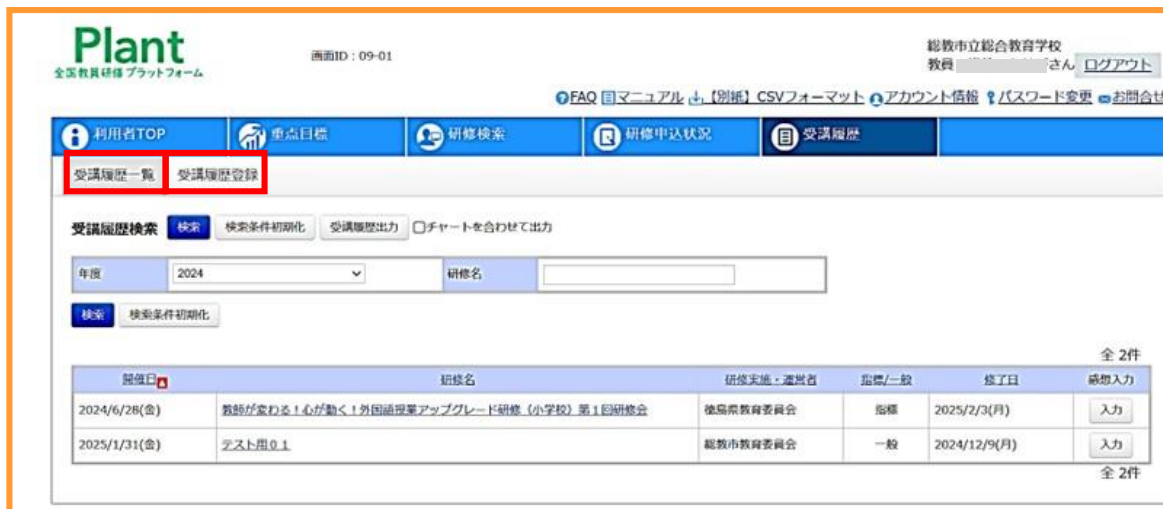 Plant
全国教員研修プラットフォーム
画面ID：09-01
総教市立総合教育学校
教員 さん ログアウト
FAQ マニュアル 【別紙】CSVフォーマット アカウント情報 パスワード変更 お問合せ
利用者TOP 重点目標 研修検索 研修申込状況 受講履歴
受講履歴一覧 受講履歴登録
受講履歴検索 検索 検索条件初期化 受講履歴出力 □チャートを合わせて出力
年度 2024 研修名
検索 検索条件初期化
全 2件
開催日 研修名 研修実施・運営者 指標/一般 修了日 感想入力
2024/6/28(金) 教師が変わる！心が動く！外国語授業アップグレード研修（小学校）第１回研修会 徳島県教育委員会 指標 2025/2/3(月) 入力
2025/1/31(金) テスト用０１ 総教市教育委員会 一般 2024/12/9(月) 入力
全 2件